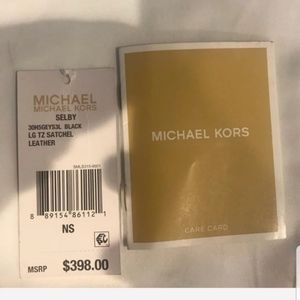 MICHAEL
MICHAEL KORS
SELBY
30H5GEYS3L BLACK
LG TZ SATCHEL
LEATHER
8 89154 86112 1
NS
MSRP $398.00
MICHAEL KORS
CARE CARD